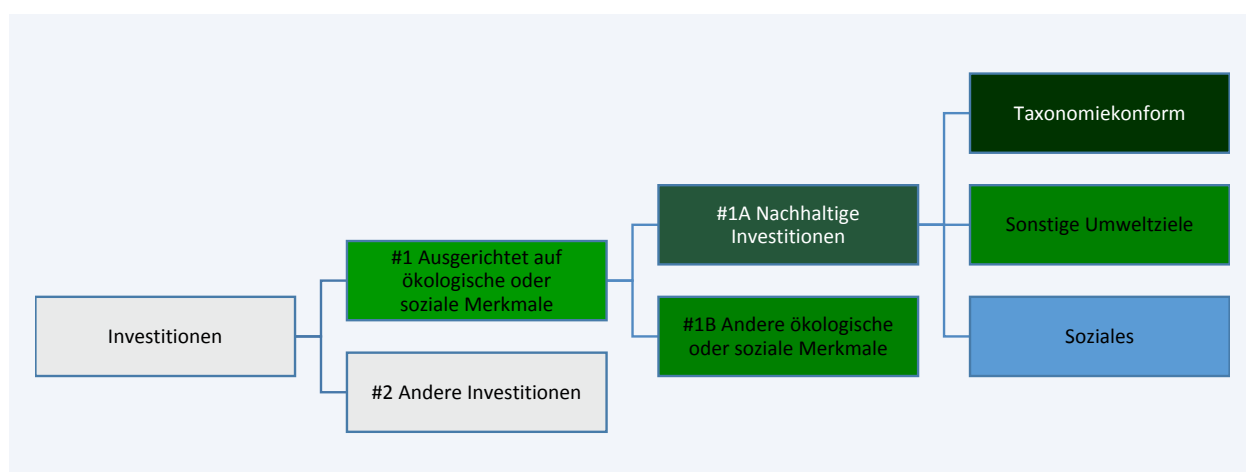 Taxonomiekonform
#1A Nachhaltige
Investitionen
Sonstige Umweltziele
#1 Ausgerichtet auf
ökologische oder
soziale Merkmale
Investitionen
#1B Andere ökologische
oder soziale Merkmale
Soziales
#2 Andere Investitionen